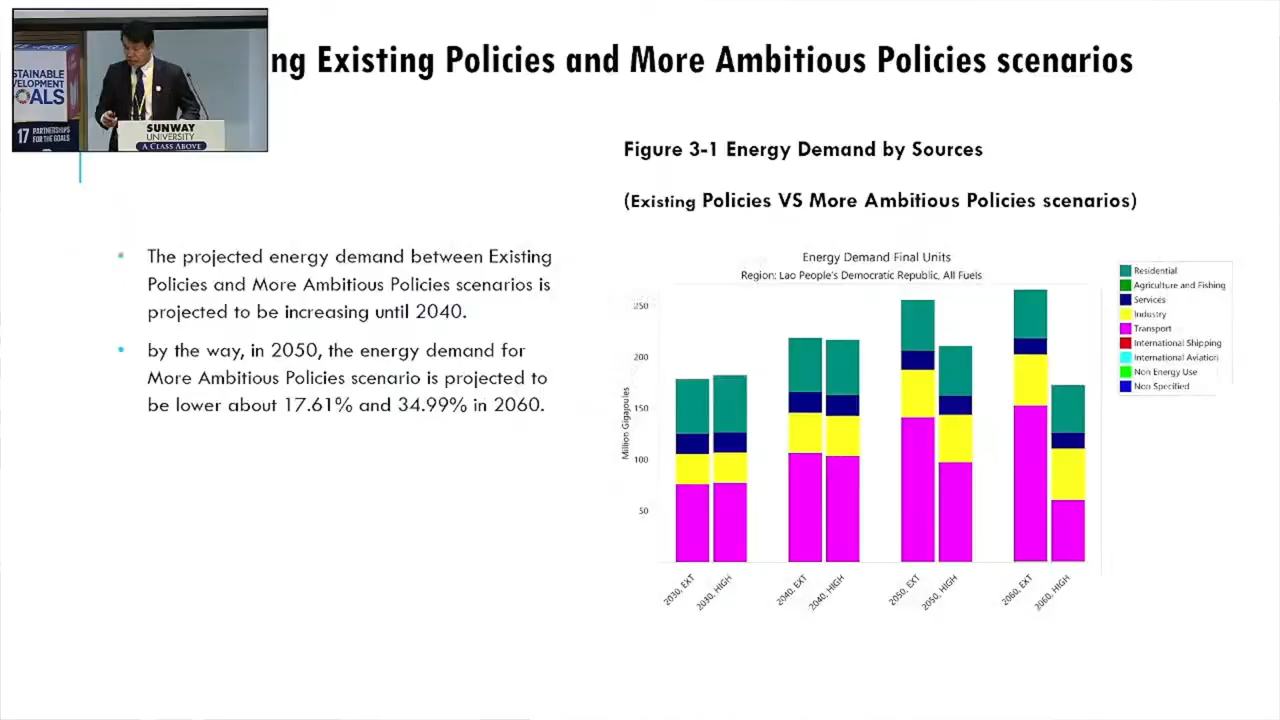 STAINABLE
VELOPMENT
ALS
17 PARTNERSHIPS
FOR THE GOALS
SUNWAY
UNIVERSITY
A CLASS ABOVE
ng Existing Policies and More Ambitious Policies scenarios
• The projected energy demand between Existing
Policies and More Ambitious Policies scenarios is
projected to be increasing until 2040.
• by the way, in 2050, the energy demand for
More Ambitious Policies scenario is projected to
be lower about 17.61% and 34.99% in 2060.
Figure 3-1 Energy Demand by Sources
(Existing Policies VS More Ambitious Policies scenarios)
Energy Demand Final Units
Region: Lao People's Democratic Republic, All Fuels
Million Gigajoules
250
200
150
100
50
2030, EXT
2030, HIGH
2040, EXT
2040, HIGH
2050, EXT
2050, HIGH
2060, EXT
2060, HIGH
Residential
Agriculture and Fishing
Services
Industry
Transport
International Shipping
International Aviation
Non Energy Use
Non Specified